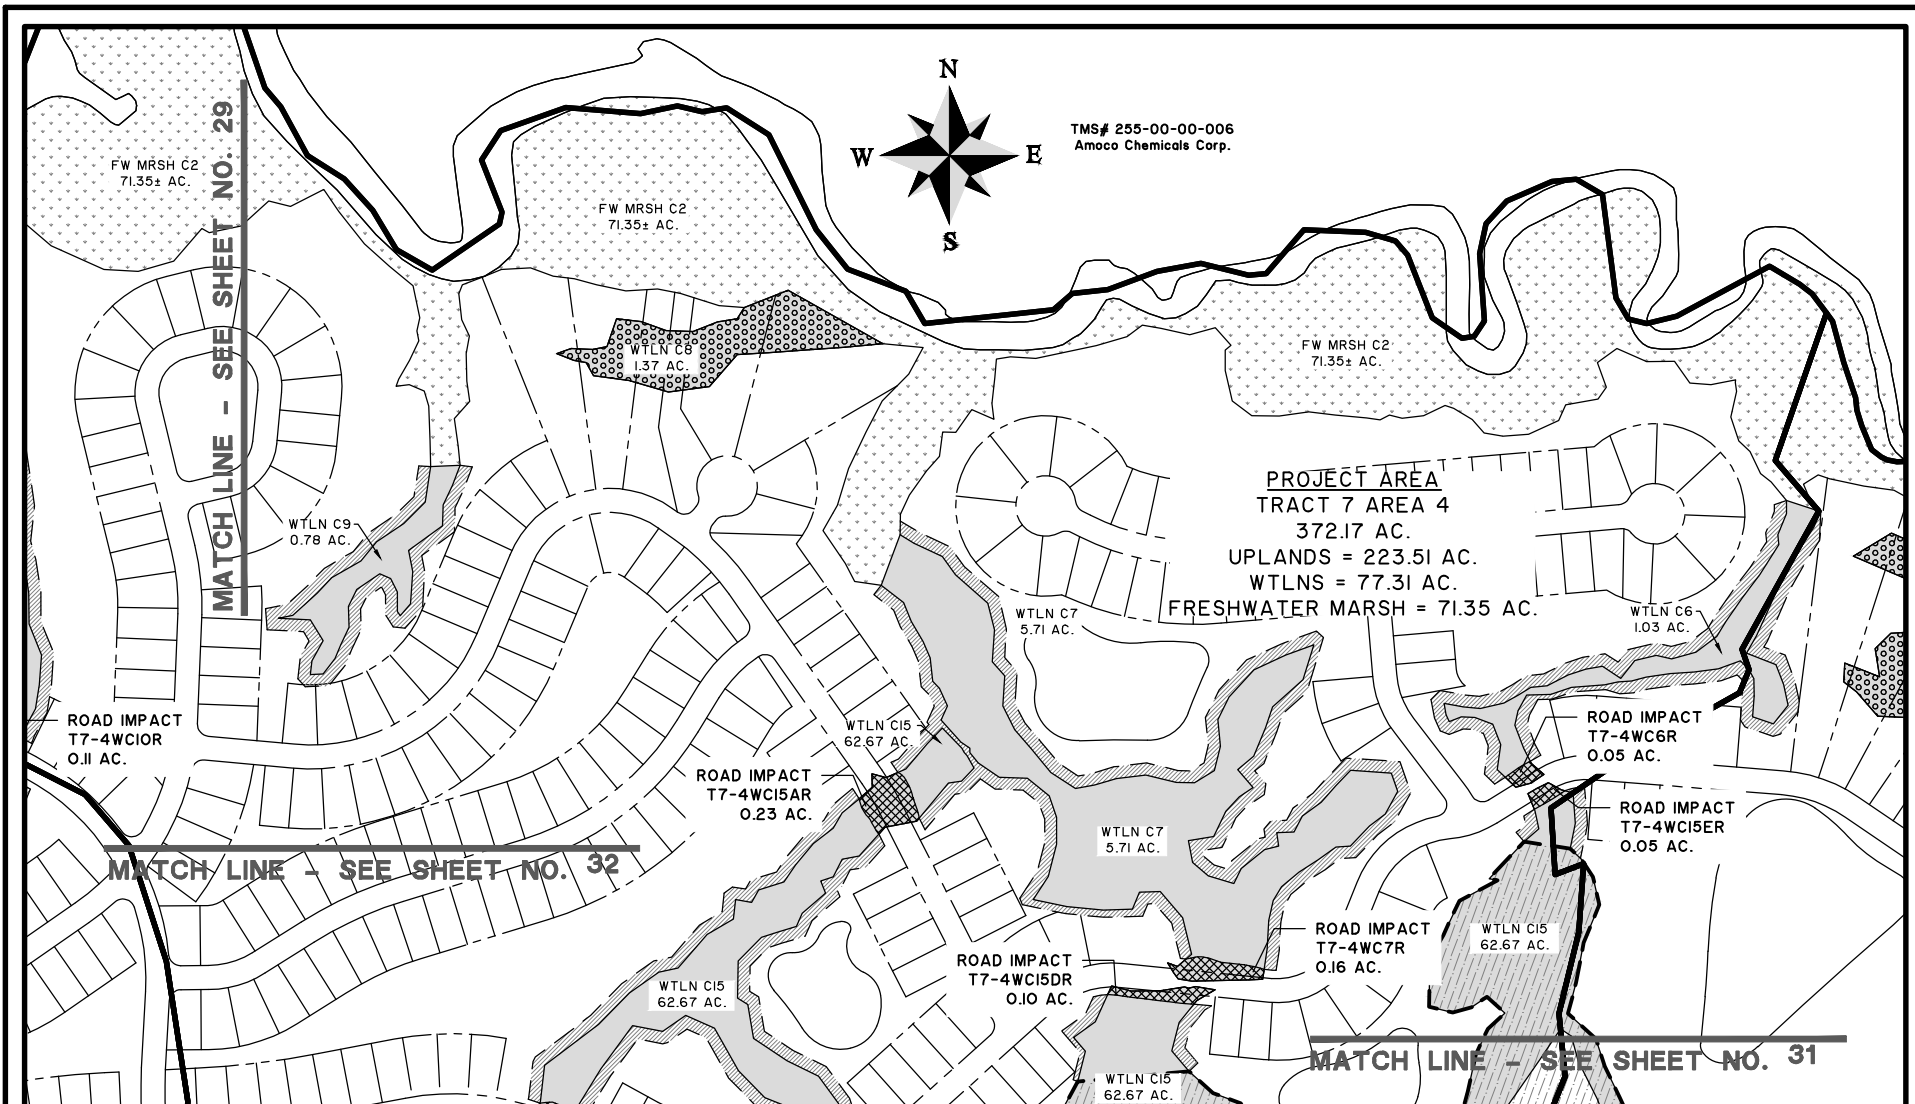 N
W
E
S
TMS# 255-00-00-006
Amoco Chemicals Corp.
MATCH LINE - SEE SHEET NO. 29
FW MRSH C2
71.35± AC.
FW MRSH C2
71.35± AC.
FW MRSH C2
71.35± AC.
WTLN C8
1.37 AC.
PROJECT AREA
TRACT 7 AREA 4
372.17 AC.
UPLANDS = 223.51 AC.
WTLNS = 77.31 AC.
FRESHWATER MARSH = 71.35 AC.
WTLN C9
0.78 AC.
WTLN C7
5.71 AC.
WTLN C6
1.03 AC.
ROAD IMPACT
T7-4WC10R
0.11 AC.
WTLN C15
62.67 AC.
ROAD IMPACT
T7-4WC6R
0.05 AC.
ROAD IMPACT
T7-4WC15AR
0.23 AC.
ROAD IMPACT
T7-4WC15ER
0.05 AC.
WTLN C7
5.71 AC.
MATCH LINE - SEE SHEET NO. 32
WTLN C15
62.67 AC.
ROAD IMPACT
T7-4WC7R
0.16 AC.
ROAD IMPACT
T7-4WC15DR
0.10 AC.
WTLN C15
62.67 AC.
MATCH LINE - SEE SHEET NO. 31
WTLN C15
62.67 AC.